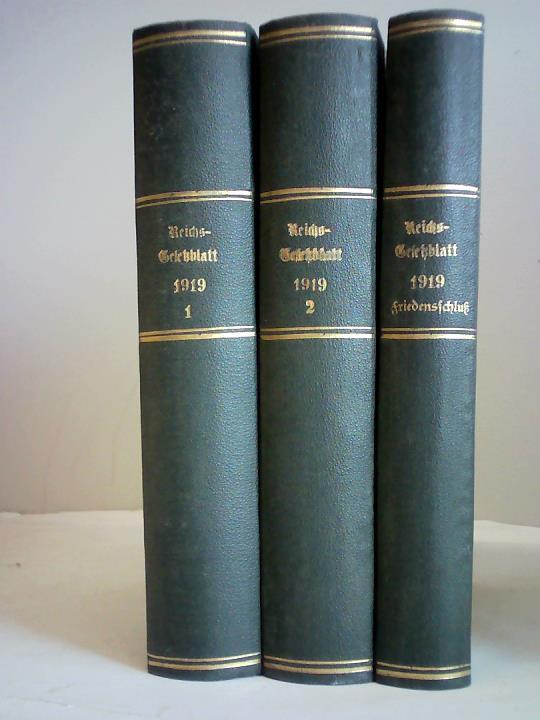 Reichs-
Gesetzblatt
1919
1
Reichs-
Gesetzblatt
1919
2
Reichs-
Gesetzblatt
1919
Friedensschluß